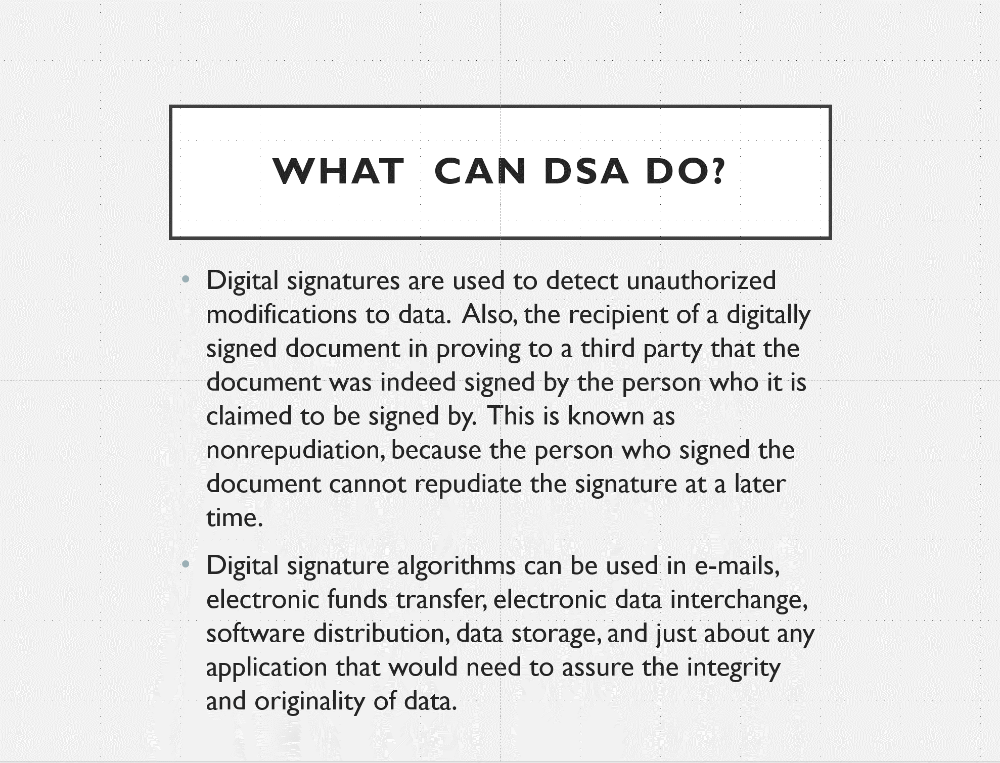 WHAT  CAN DSA DO?
• Digital signatures are used to detect unauthorized
modifications to data.  Also, the recipient of a digitally
signed document in proving to a third party that the
document was indeed signed by the person who it is
claimed to be signed by.  This is known as
nonrepudiation, because the person who signed the
document cannot repudiate the signature at a later
time.
• Digital signature algorithms can be used in e-mails,
electronic funds transfer, electronic data interchange,
software distribution, data storage, and just about any
application that would need to assure the integrity
and originality of data.